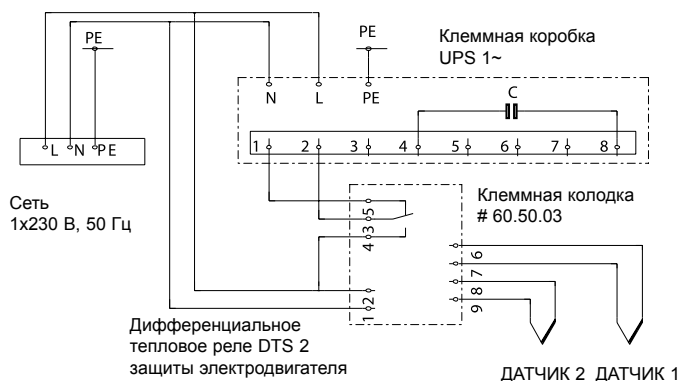 PE
PE
Клеммная коробка
UPS 1~
N L PE
C
1 2 3 4 5 6 7 8
L N PE
Сеть
1x230 В, 50 Гц
Клеммная колодка
# 60.50.03
5
3
4
6
7
8
9
2
1
Дифференциальное
тепловое реле DTS 2
защиты электродвигателя
ДАТЧИК 2 ДАТЧИК 1